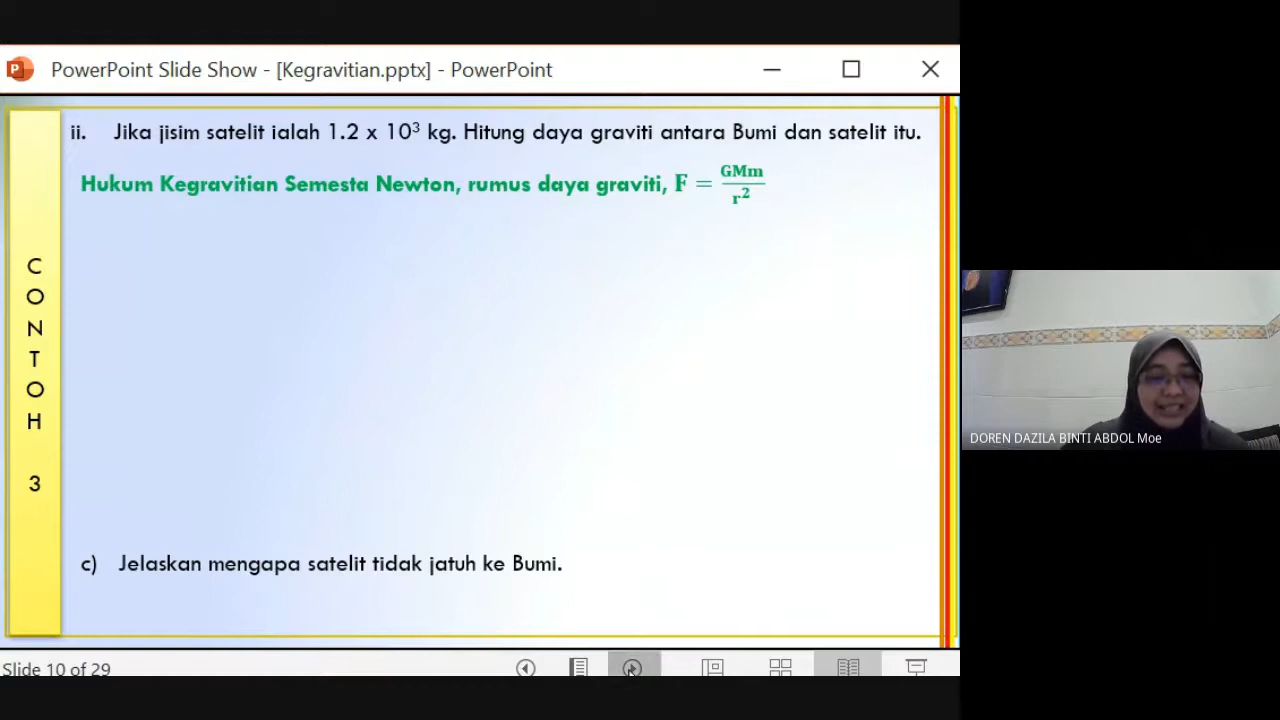 PowerPoint Slide Show - [Kegravitian.pptx] - PowerPoint
ii. Jika jisim satelit ialah 1.2 x 10³ kg. Hitung daya graviti antara Bumi dan satelit itu.
Hukum Kegravitian Semesta Newton, rumus daya graviti, F = GMm/r²
C
O
N
T
O
H
3
c) Jelaskan mengapa satelit tidak jatuh ke Bumi.
DOREN DAZILA BINTI ABDOL Moe
Slide 10 of 29